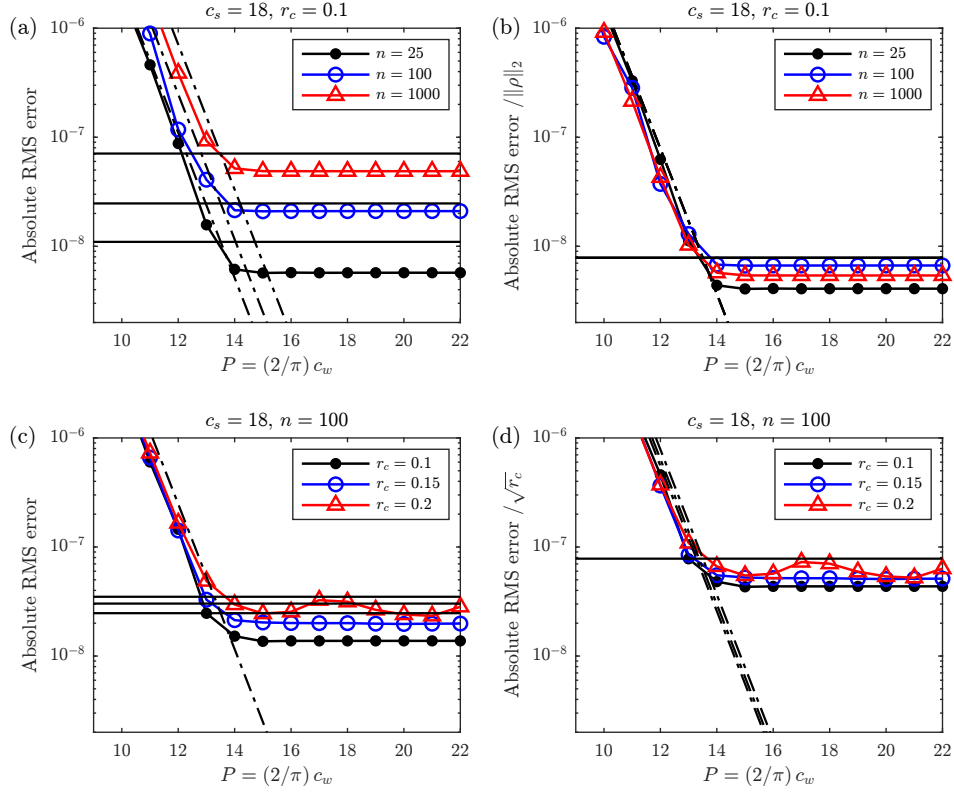 (a)
c_s = 18, r_c = 0.1
Absolute RMS error
10^{-6}
10^{-7}
10^{-8}
n = 25
n = 100
n = 1000
10 12 14 16 18 20 22
P = (2/π) c_w
(b)
c_s = 18, r_c = 0.1
Absolute RMS error /‖ρ‖_2
10^{-6}
10^{-7}
10^{-8}
n = 25
n = 100
n = 1000
10 12 14 16 18 20 22
P = (2/π) c_w
(c)
c_s = 18, n = 100
Absolute RMS error
10^{-6}
10^{-7}
10^{-8}
r_c = 0.1
r_c = 0.15
r_c = 0.2
10 12 14 16 18 20 22
P = (2/π) c_w
(d)
c_s = 18, n = 100
Absolute RMS error / √r_c
10^{-6}
10^{-7}
10^{-8}
r_c = 0.1
r_c = 0.15
r_c = 0.2
10 12 14 16 18 20 22
P = (2/π) c_w